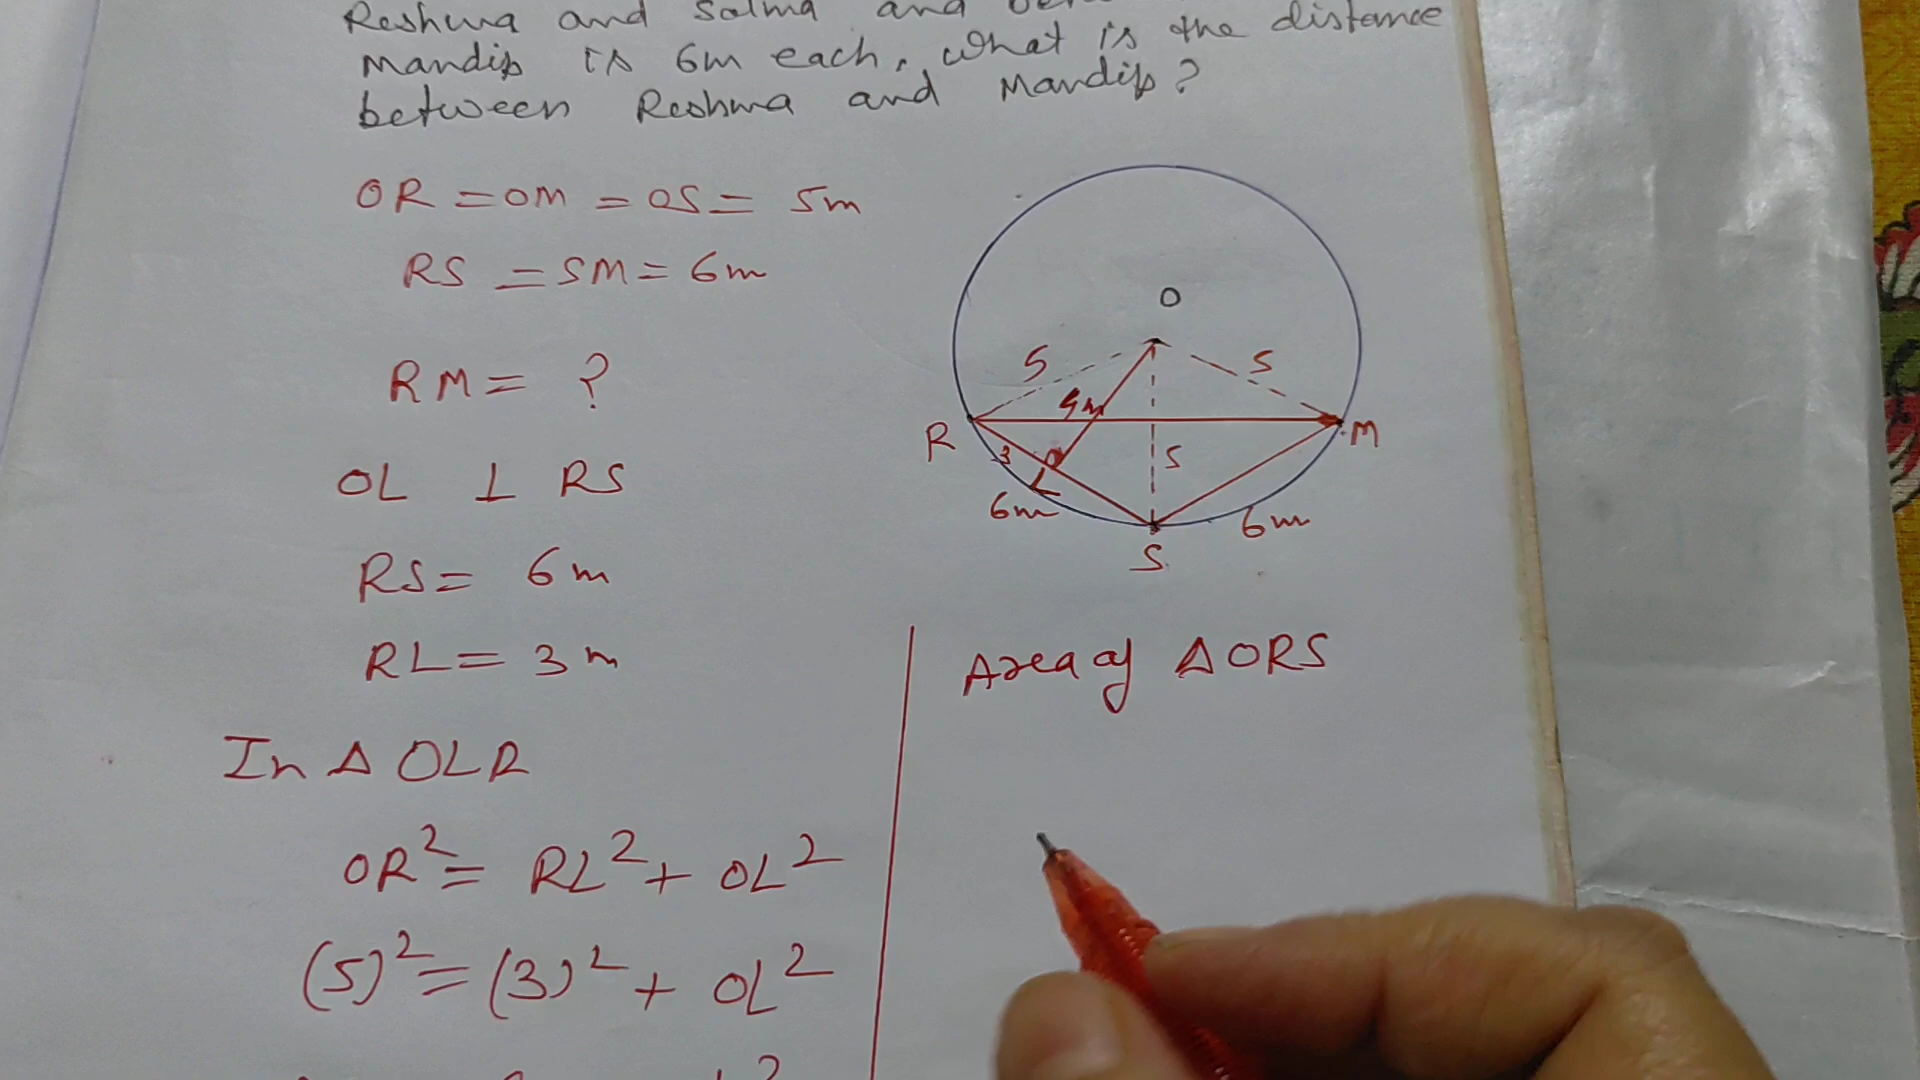 Reshma and Salma and
Mandip is 6m each, what is the distance
between Reshma and Mandip?
OR = OM = OS = 5m
RS = SM = 6m
RM = ?
OL ⊥ RS
RS = 6m
RL = 3m
In Δ OLR
OR² = RL² + OL²
(5)² = (3)² + OL²
O
5
5
4m
R
M
3
5
L
6m
6m
S
Area of Δ ORS